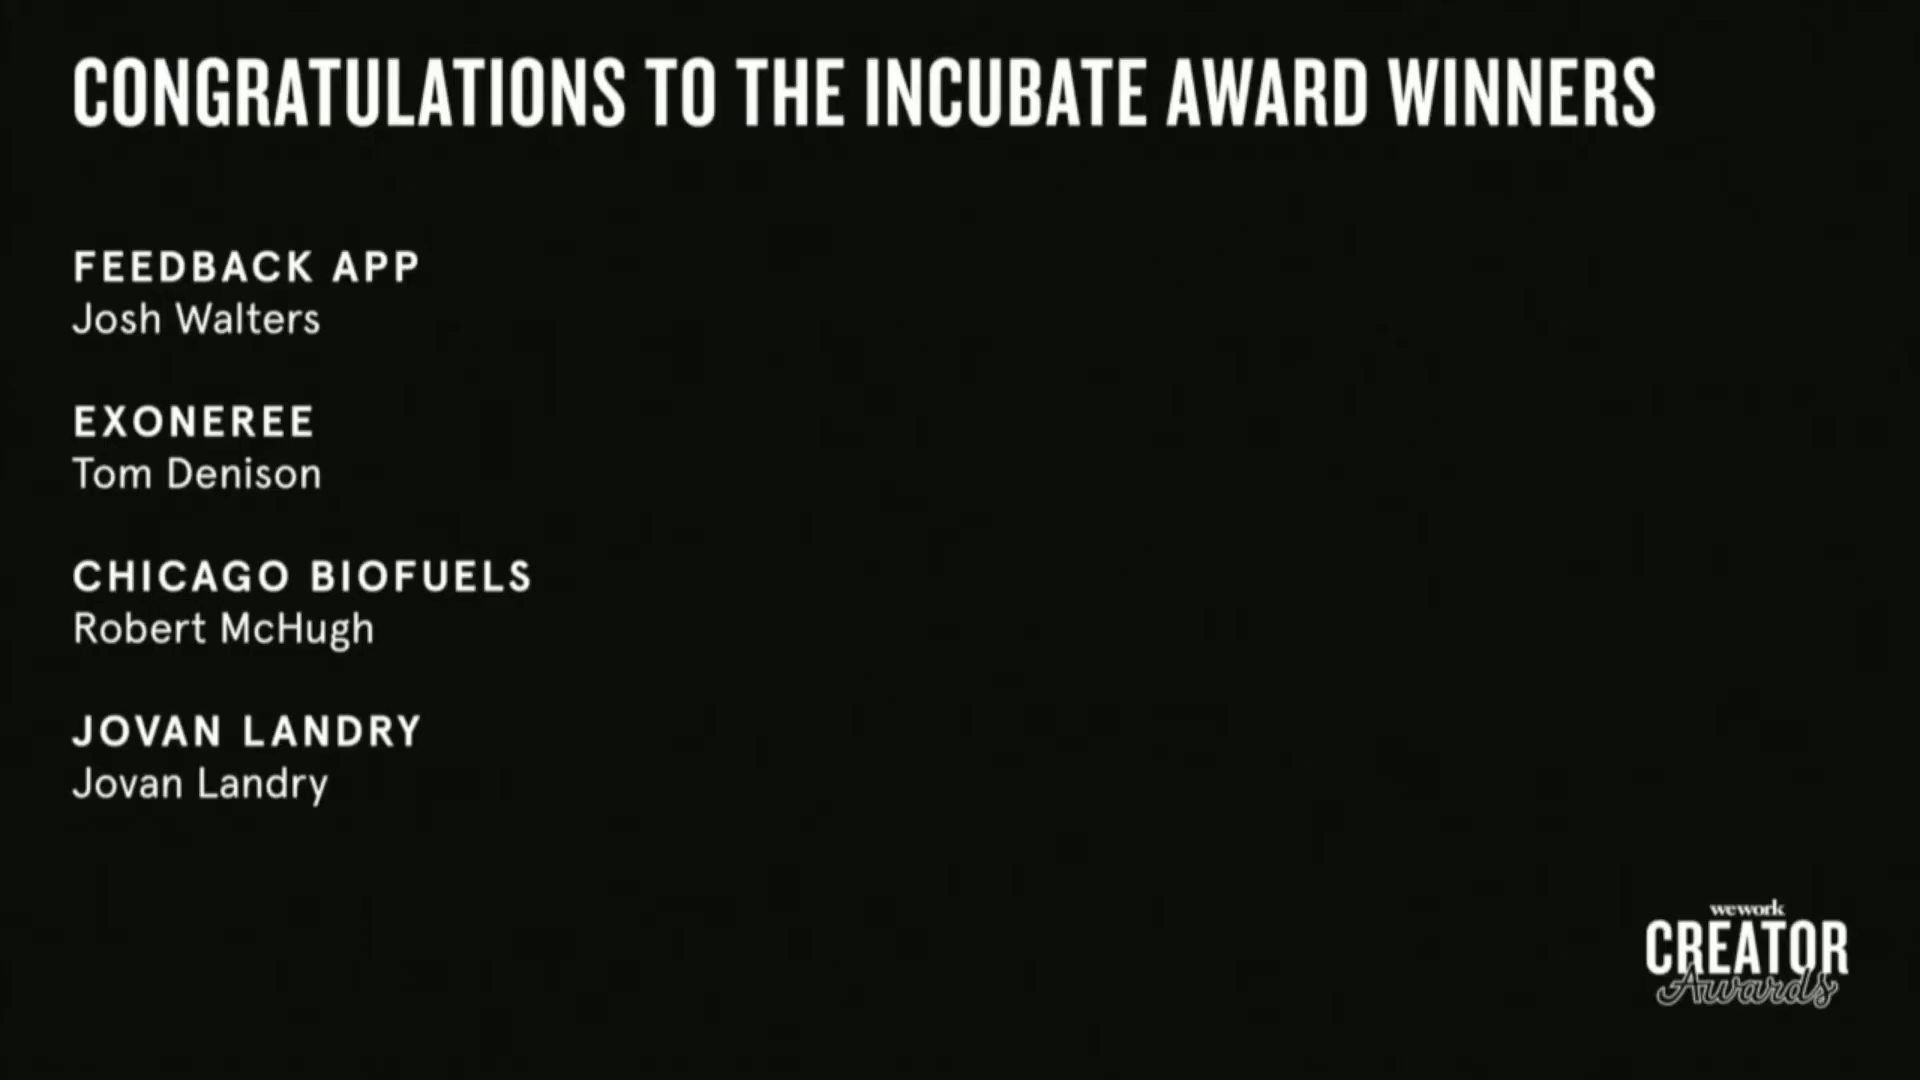 CONGRATULATIONS TO THE INCUBATE AWARD WINNERS
FEEDBACK APP
Josh Walters
EXONEREE
Tom Denison
CHICAGO BIOFUELS
Robert McHugh
JOVAN LANDRY
Jovan Landry
wework
CREATOR
Awards